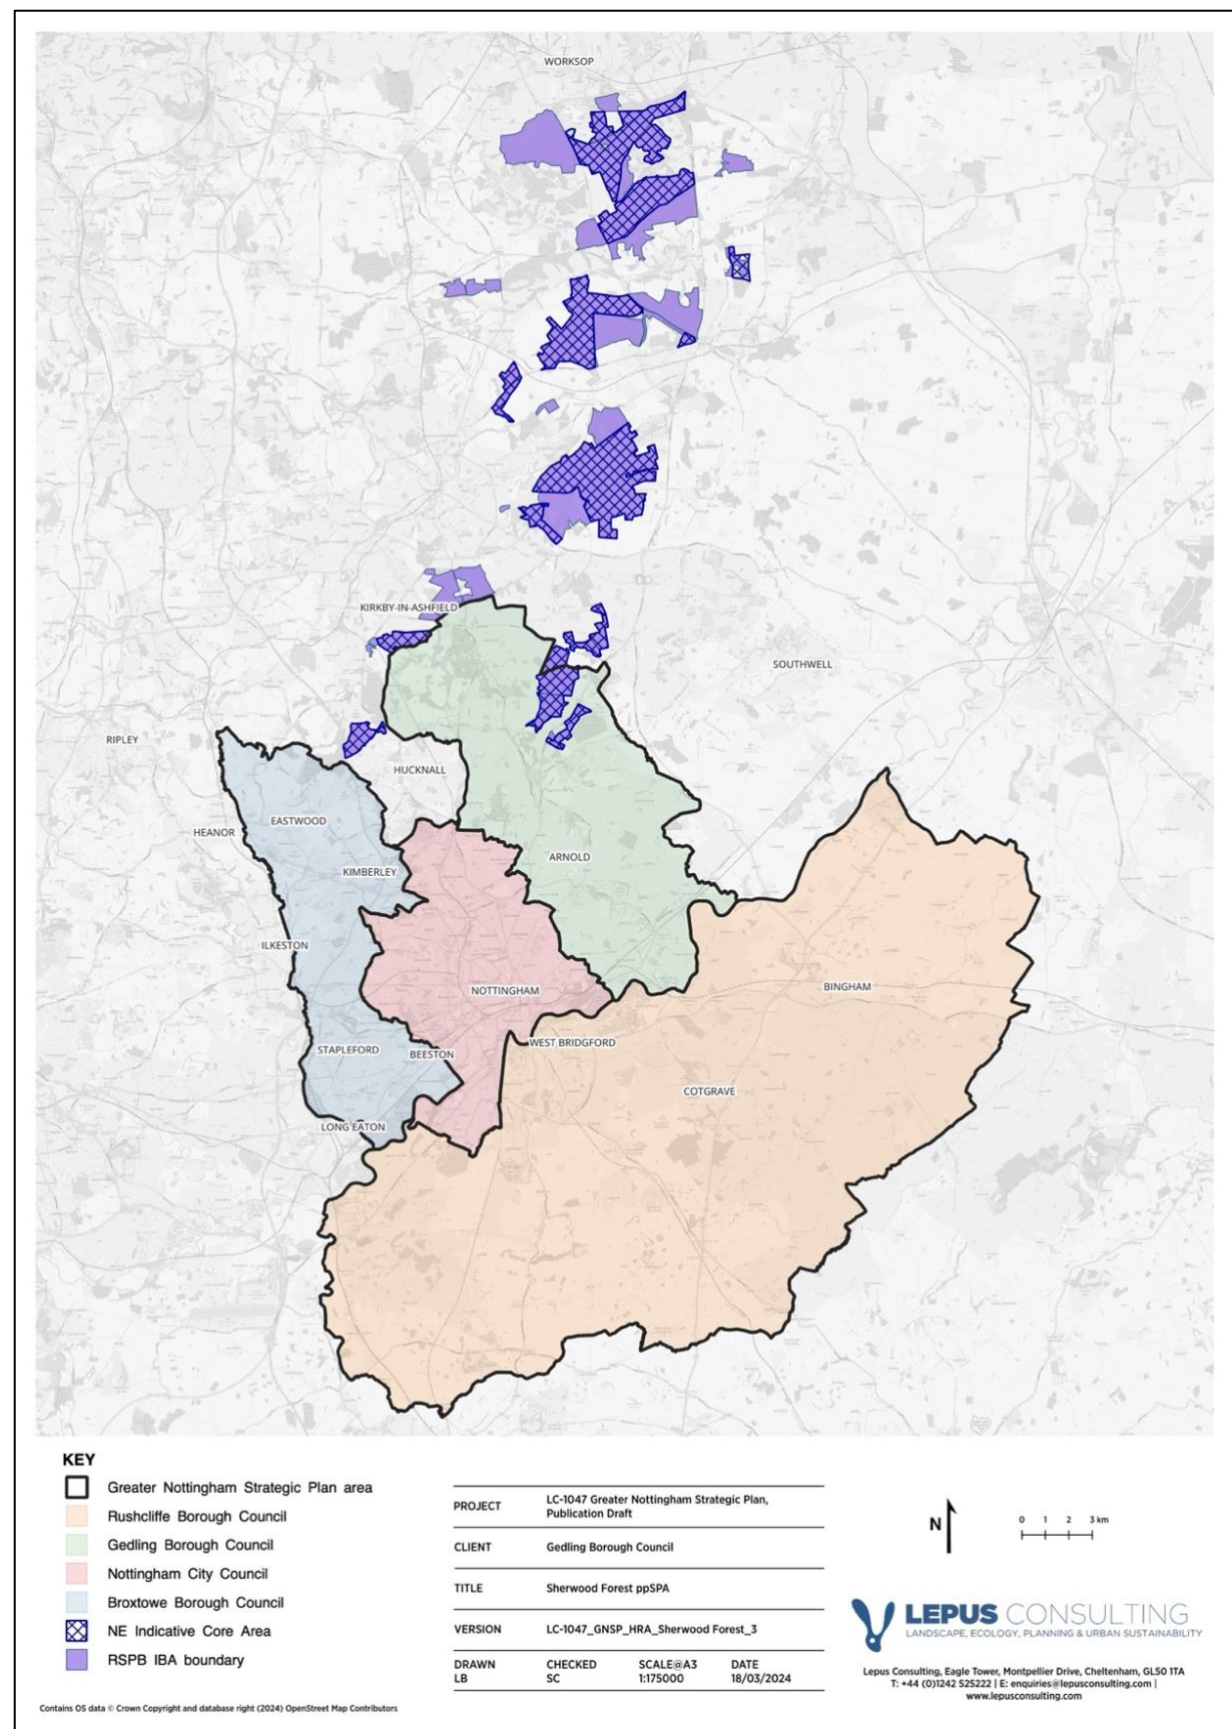 WORKSOP
KIRKBY-IN-ASHFIELD
SOUTHWELL
RIPLEY
HUCKNALL
EASTWOOD
HEANOR
ARNOLD
KIMBERLEY
ILKESTON
BINGHAM
NOTTINGHAM
WEST BRIDGFORD
STAPLEFORD
BEESTON
COTGRAVE
LONG EATON
KEY
Greater Nottingham Strategic Plan area
Rushcliffe Borough Council
Gedling Borough Council
Nottingham City Council
Broxtowe Borough Council
NE Indicative Core Area
RSPB IBA boundary
Contains OS data © Crown Copyright and database right (2024) OpenStreet Map Contributors
PROJECT LC-1047 Greater Nottingham Strategic Plan,
Publication Draft
CLIENT Gedling Borough Council
TITLE Sherwood Forest ppSPA
VERSION LC-1047_GNSP_HRA_Sherwood Forest_3
DRAWN CHECKED SCALE@A3 DATE
LB SC 1:175000 18/03/2024
N
0 1 2 3 km
LEPUS CONSULTING
LANDSCAPE, ECOLOGY, PLANNING & URBAN SUSTAINABILITY
Lepus Consulting, Eagle Tower, Montpellier Drive, Cheltenham, GL50 1TA
T: +44 (0)1242 525222 | E: enquiries@lepusconsulting.com |
www.lepusconsulting.com